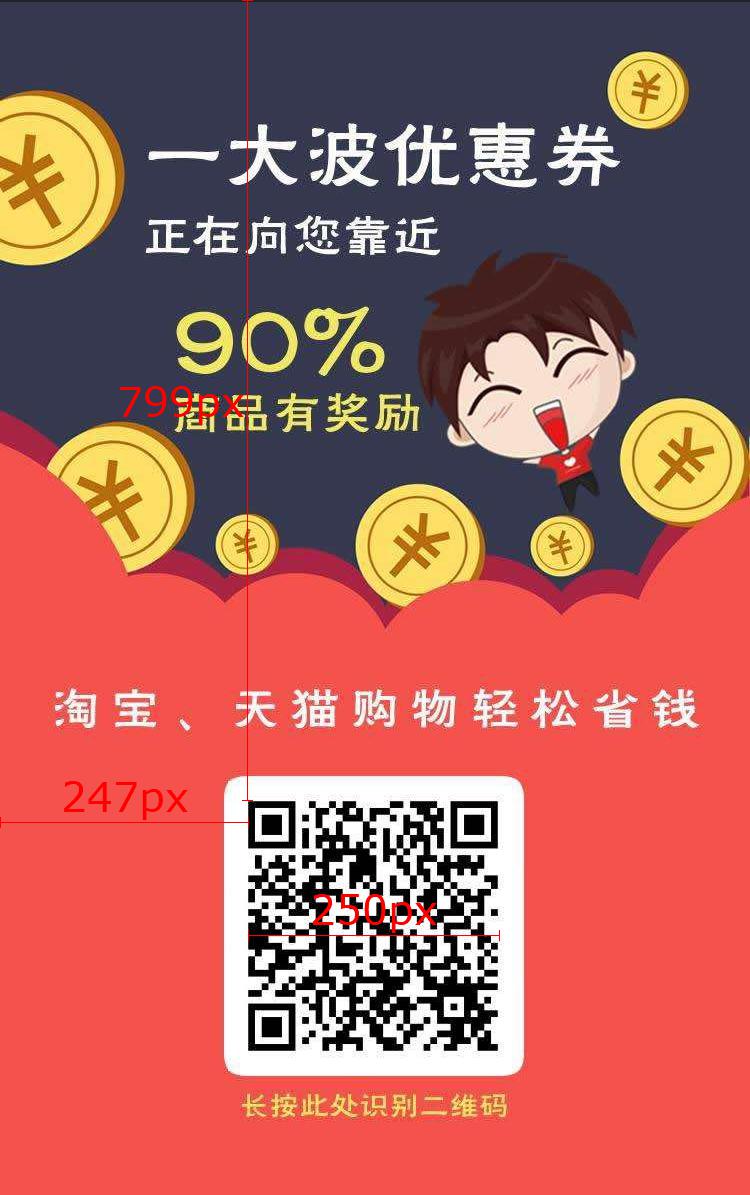 一大波优惠券
正在向您靠近
90%
799px
商品有奖励
淘宝、天猫购物轻松省钱
247px
250px
长按此处识别二维码